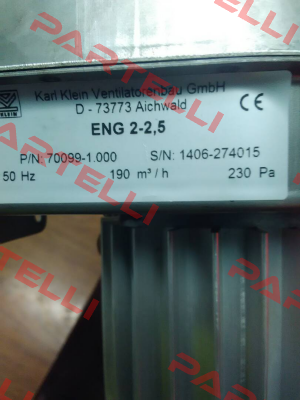 PARTELLI
Karl Klein Ventilatorenbau GmbH
KLEIN
D - 73773 Aichwald
CE
ENG 2-2,5
P/N: 70099-1.000 S/N: 1406-274015
50 Hz 190 m³ / h 230 Pa
PARTELLI
PARTELLI